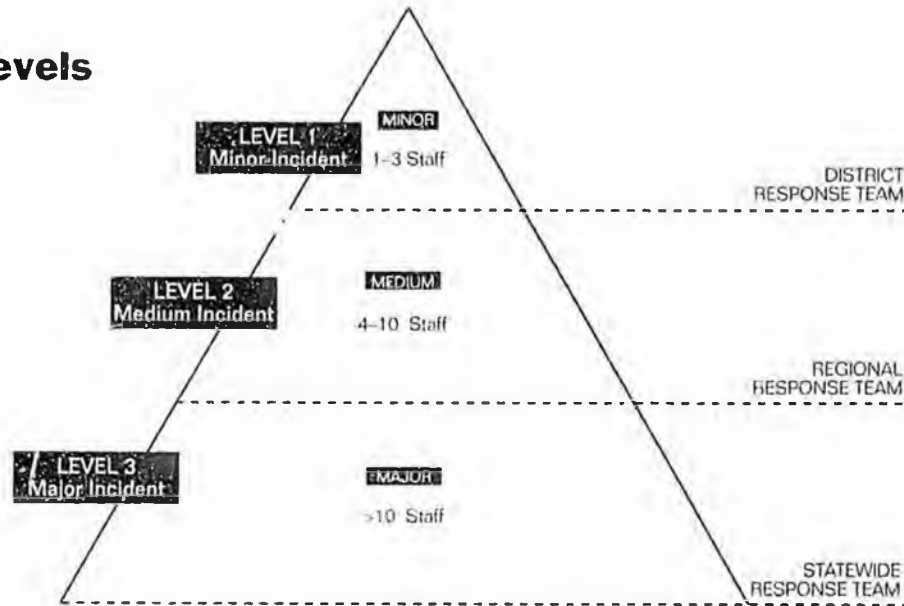 evels
LEVEL 1
Minor Incident
MINOR
1–3 Staff
DISTRICT
RESPONSE TEAM
LEVEL 2
Medium Incident
MEDIUM
4–10 Staff
REGIONAL
RESPONSE TEAM
LEVEL 3
Major Incident
MAJOR
>10 Staff
STATEWIDE
RESPONSE TEAM